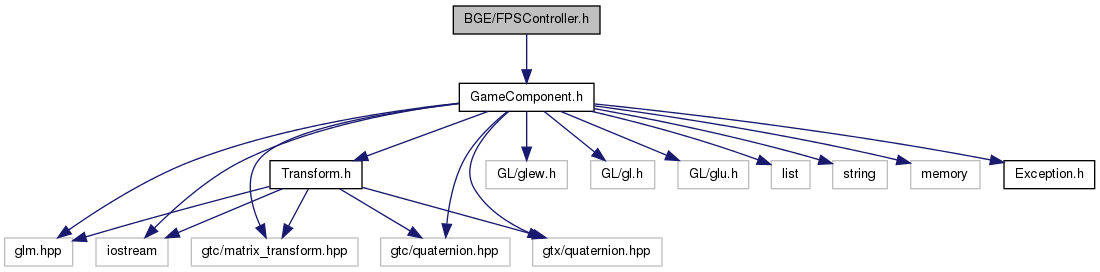 BGE/FPSController.h
GameComponent.h
Transform.h
GL/glew.h
GL/gl.h
GL/glu.h
list
string
memory
Exception.h
glm.hpp
iostream
gtc/matrix_transform.hpp
gtc/quaternion.hpp
gtx/quaternion.hpp